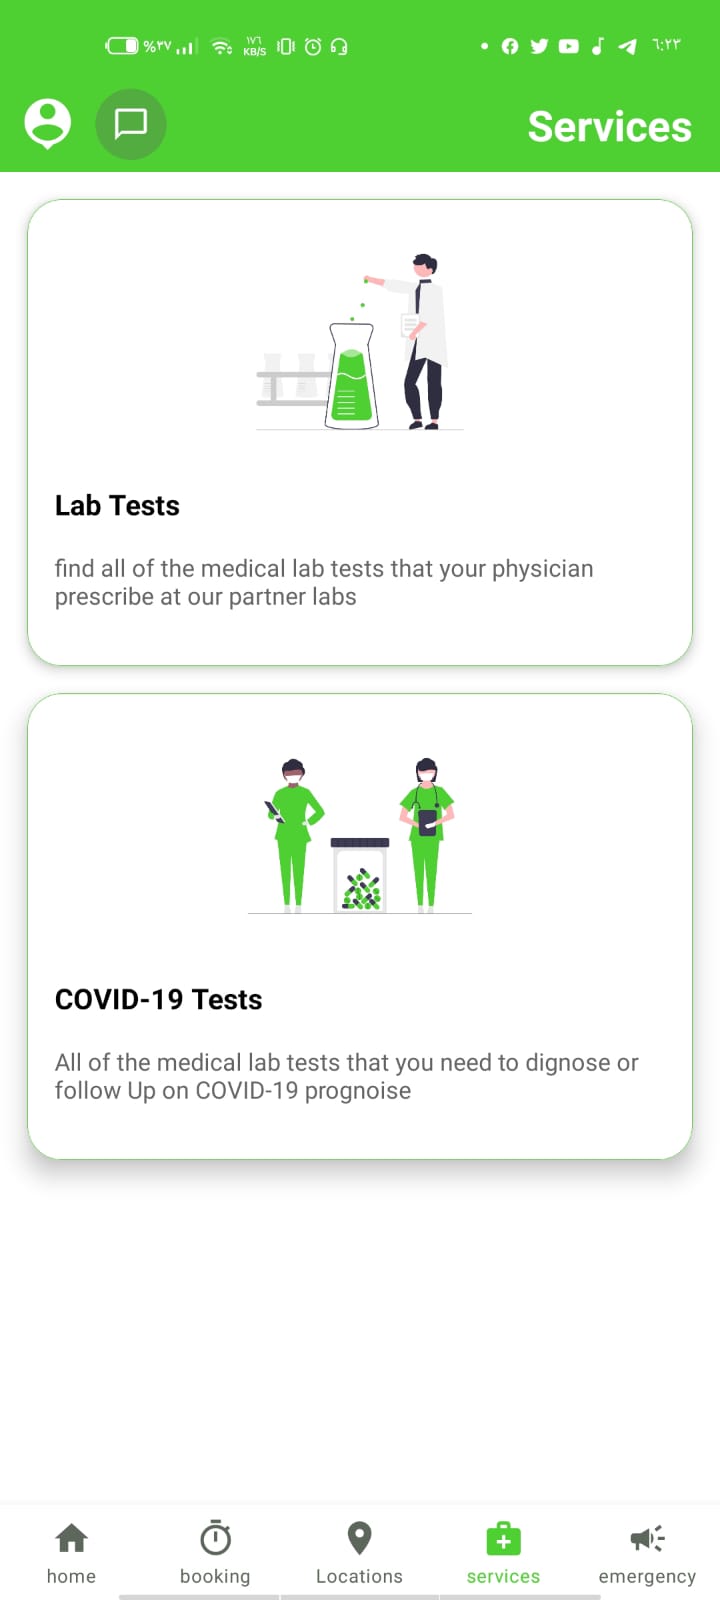 %٣٧ ١٧٦ KB/S ٦:٢٣
Services
Lab Tests
find all of the medical lab tests that your physician
prescribe at our partner labs
COVID-19 Tests
All of the medical lab tests that you need to dignose or
follow Up on COVID-19 prognoise
home booking Locations services emergency